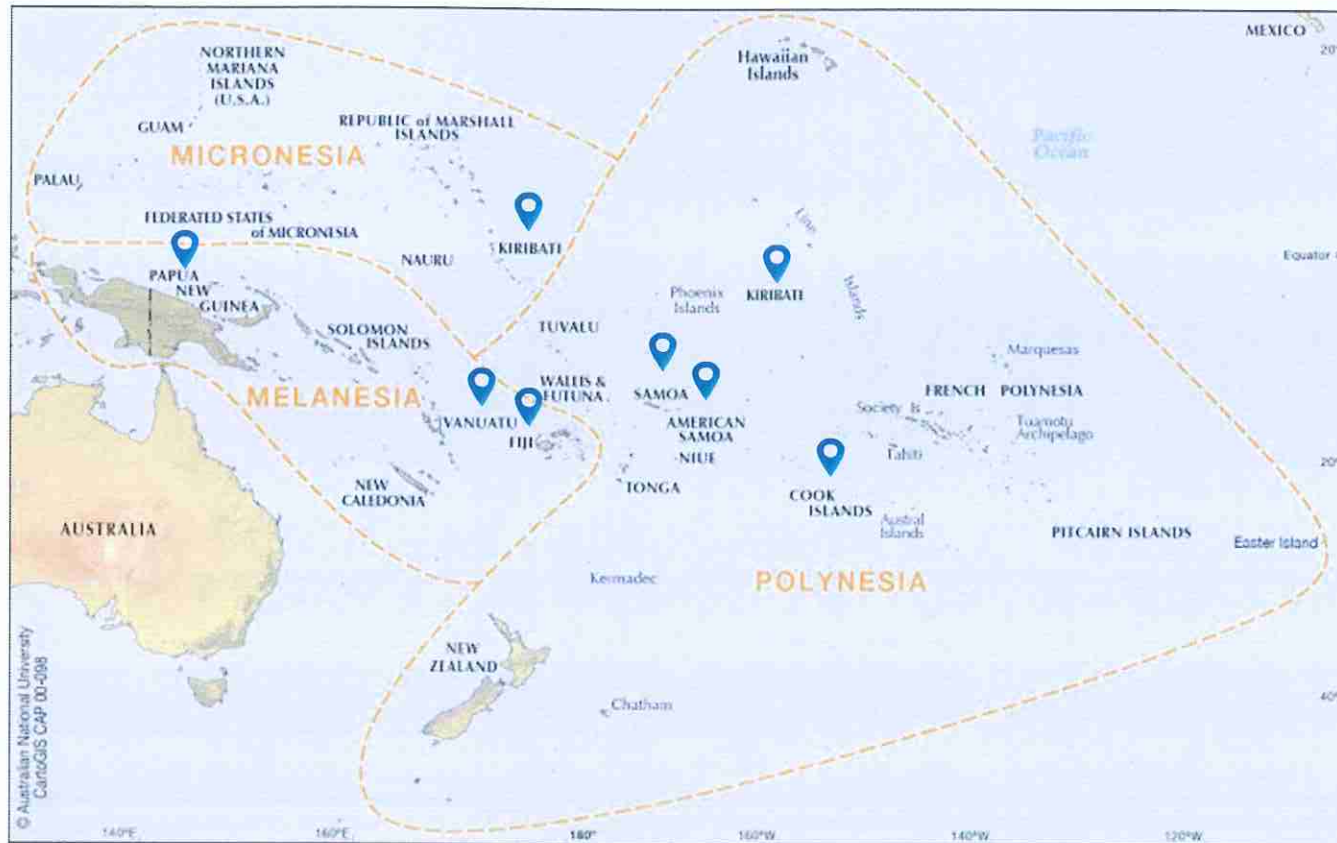 MEXICO
20°
NORTHERN
MARIANA
ISLANDS
(U.S.A.)
Hawaiian
Islands
GUAM
REPUBLIC of MARSHALL
ISLANDS
Pacific
Ocean
MICRONESIA
PALAU
FEDERATED STATES
of MICRONESIA
KIRIBATI
Line
Islands
NAURU
Equator
PAPUA
NEW
GUINEA
Phoenix
Islands
KIRIBATI
SOLOMON
ISLANDS
TUVALU
Marquesas
MELANESIA
WALLIS &
FUTUNA
SAMOA
FRENCH POLYNESIA
VANUATU
FIJI
AMERICAN
SAMOA
Society Is
Tuamotu
Archipelago
NIUE
Tahiti
20°
NEW
CALEDONIA
TONGA
COOK
ISLANDS
Austral
Islands
AUSTRALIA
PITCAIRN ISLANDS
Easter Island
Kermadec
POLYNESIA
NEW
ZEALAND
Chatham
40°
© Australian National University
CartoGIS CAP 00-098
140°E
160°E
180°
160°W
140°W
120°W